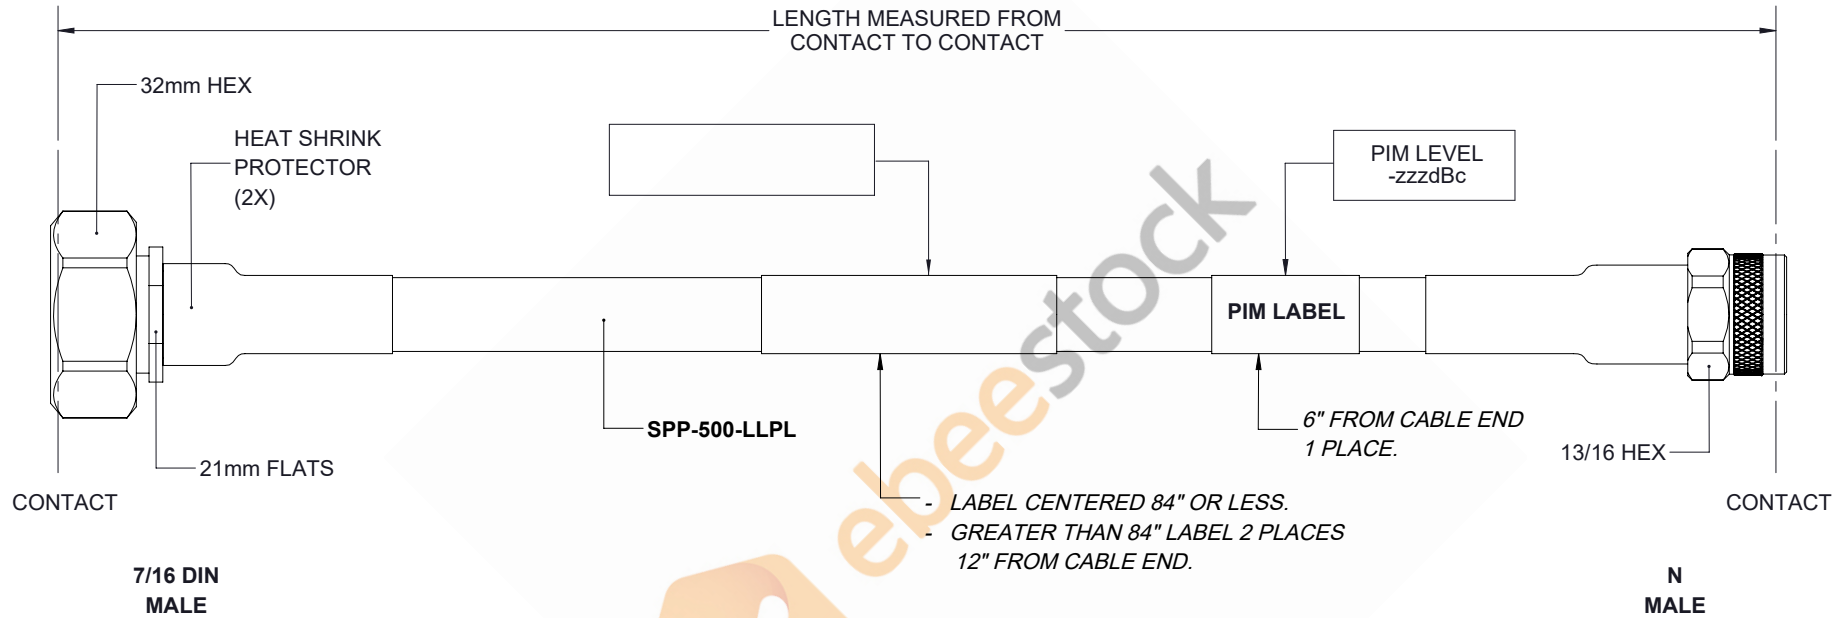 LENGTH MEASURED FROM
CONTACT TO CONTACT
32mm HEX
HEAT SHRINK
PROTECTOR
(2X)
PIM LEVEL
-zzzdBc
PIM LABEL
SPP-500-LLPL
6" FROM CABLE END
1 PLACE.
13/16 HEX
21mm FLATS
CONTACT
CONTACT
- LABEL CENTERED 84" OR LESS.
- GREATER THAN 84" LABEL 2 PLACES
12" FROM CABLE END.
7/16 DIN
MALE
N
MALE
ebeestock